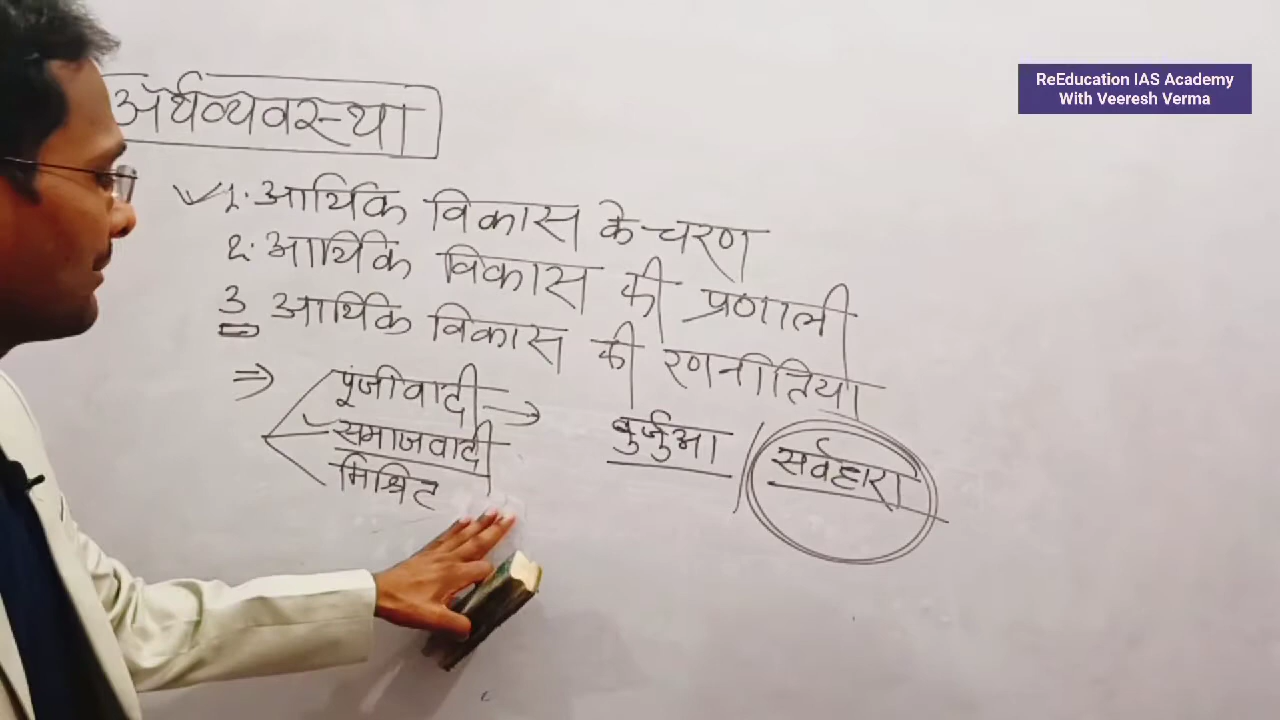 ReEducation IAS Academy
With Veeresh Verma
अर्थव्यवस्था
1. आर्थिक विकास के चरण
2. आर्थिक विकास की प्रणाली
3 आर्थिक विकास की रणनीतिया
⇒ पूंजीवादी →
समाजवादी
मिश्रित
बुर्जुआ / सर्वहारा